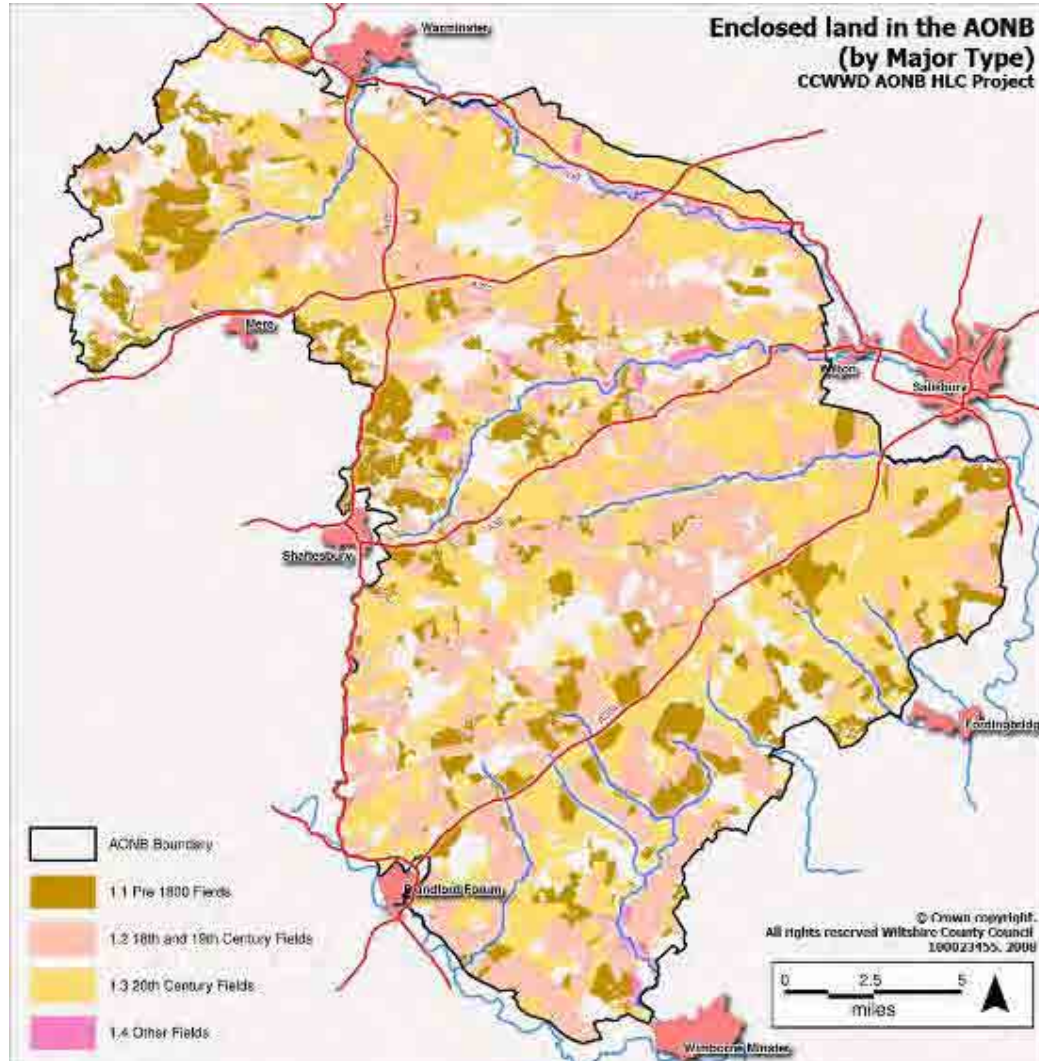 Enclosed land in the AONB
(by Major Type)
CCWWD AONB HLC Project
Warminster
Mere
Wilton
Salisbury
Shaftesbury
Fordingbridge
Blandford Forum
Wimborne Minster
AONB Boundary
1.1 Pre 1800 Fields
1.2 18th and 19th Century Fields
1.3 20th Century Fields
1.4 Other Fields
© Crown copyright.
All rights reserved Wiltshire County Council
100023455. 2008
0 2.5 5
miles